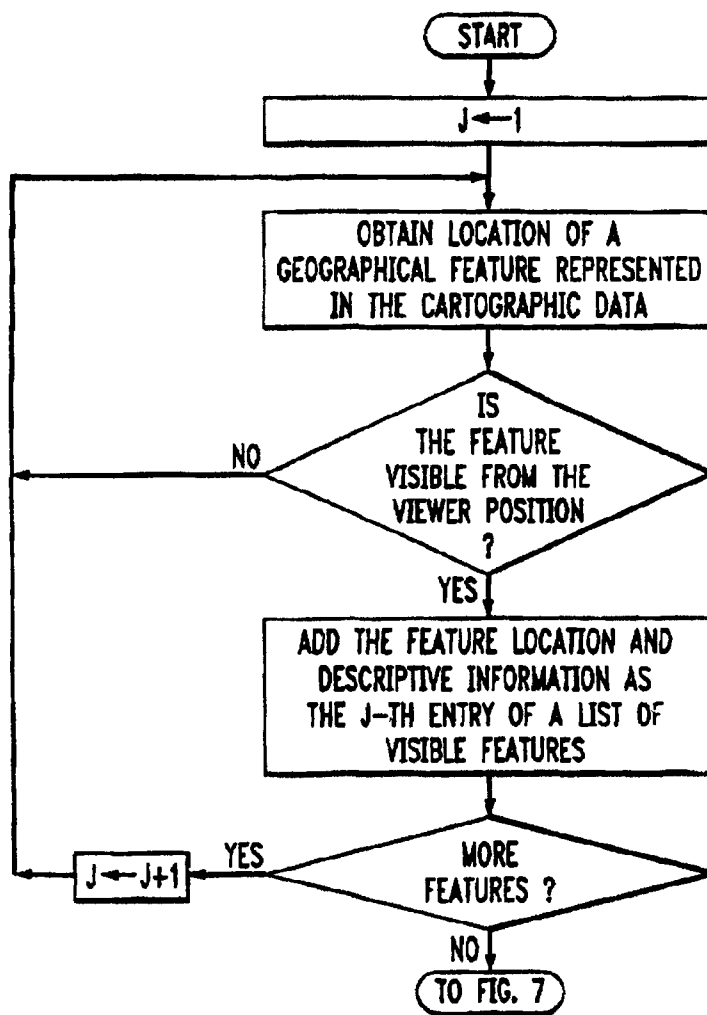 START
J←1
OBTAIN LOCATION OF A
GEOGRAPHICAL FEATURE REPRESENTED
IN THE CARTOGRAPHIC DATA
IS
THE FEATURE
VISIBLE FROM THE
VIEWER POSITION
?
NO
YES
ADD THE FEATURE LOCATION AND
DESCRIPTIVE INFORMATION AS
THE J-TH ENTRY OF A LIST OF
VISIBLE FEATURES
MORE
FEATURES ?
YES
J←J+1
NO
TO FIG. 7